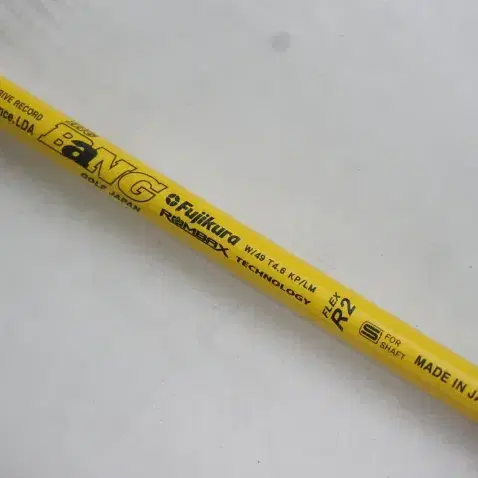 RIVE RECORD
nce.LDA
BaNG
GOLF JAPAN
Fujikura
ROMBAX
W/49 T4.6 KP/LM
TECHNOLOGY
FLEX
R2
S FOR
SHAFT
MADE IN JA